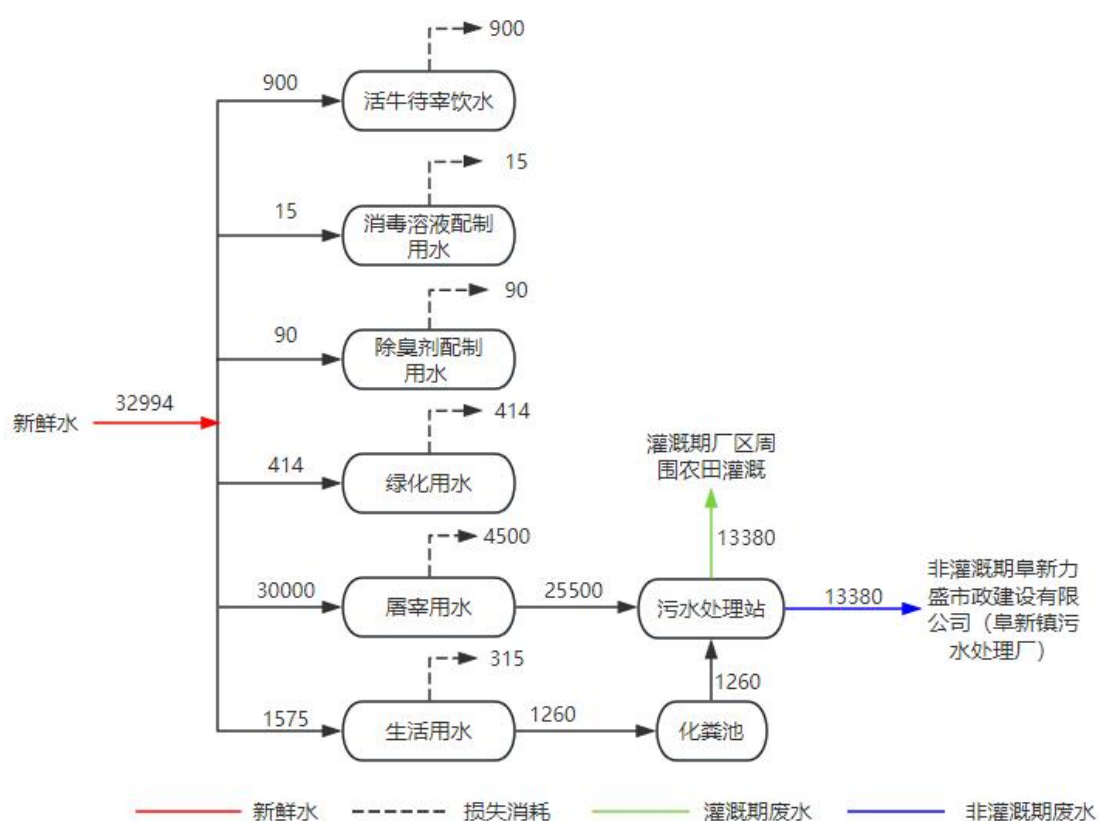 900
900
活牛待宰饮水
15
15
消毒溶液配制
用水
90
90
除臭剂配制
用水
新鲜水
32994
414
414
绿化用水
灌溉期厂区周
围农田灌溉
13380
4500
30000
屠宰用水
25500
污水处理站
13380
非灌溉期阜新力
盛市政建设有限
公司（阜新镇污
水处理厂）
315
1575
生活用水
1260
化粪池
1260
新鲜水
损失消耗
灌溉期废水
非灌溉期废水